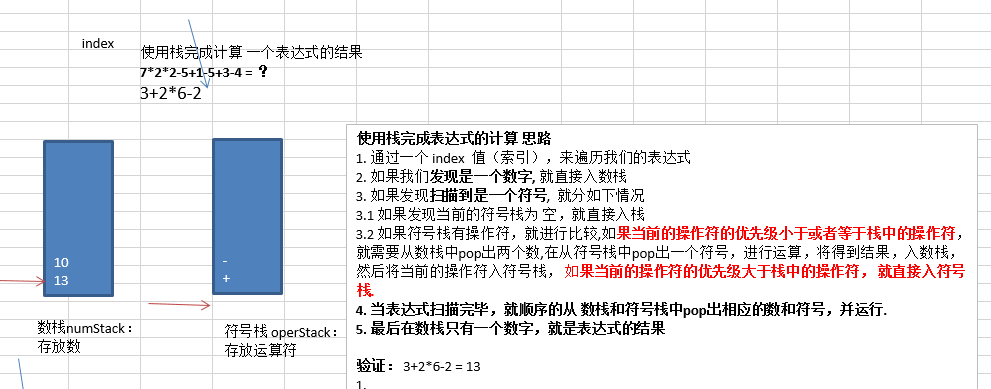 index
使用栈完成计算 一个表达式的结果
7*2*2-5+1-5+3-4 = ？
3+2*6-2
10
13
-
+
数栈numStack：
存放数
符号栈 operStack：
存放运算符
使用栈完成表达式的计算 思路
1. 通过一个 index 值（索引），来遍历我们的表达式
2. 如果我们发现是一个数字, 就直接入数栈
3. 如果发现扫描到是一个符号, 就分如下情况
3.1 如果发现当前的符号栈为 空，就直接入栈
3.2 如果符号栈有操作符，就进行比较,如果当前的操作符的优先级小于或者等于栈中的操作符，
就需要从数栈中pop出两个数,在从符号栈中pop出一个符号，进行运算，将得到结果，入数栈，
然后将当前的操作符入符号栈， 如果当前的操作符的优先级大于栈中的操作符， 就直接入符号
栈.
4. 当表达式扫描完毕，就顺序的从 数栈和符号栈中pop出相应的数和符号，并运行.
5. 最后在数栈只有一个数字，就是表达式的结果
验证： 3+2*6-2 = 13
1.